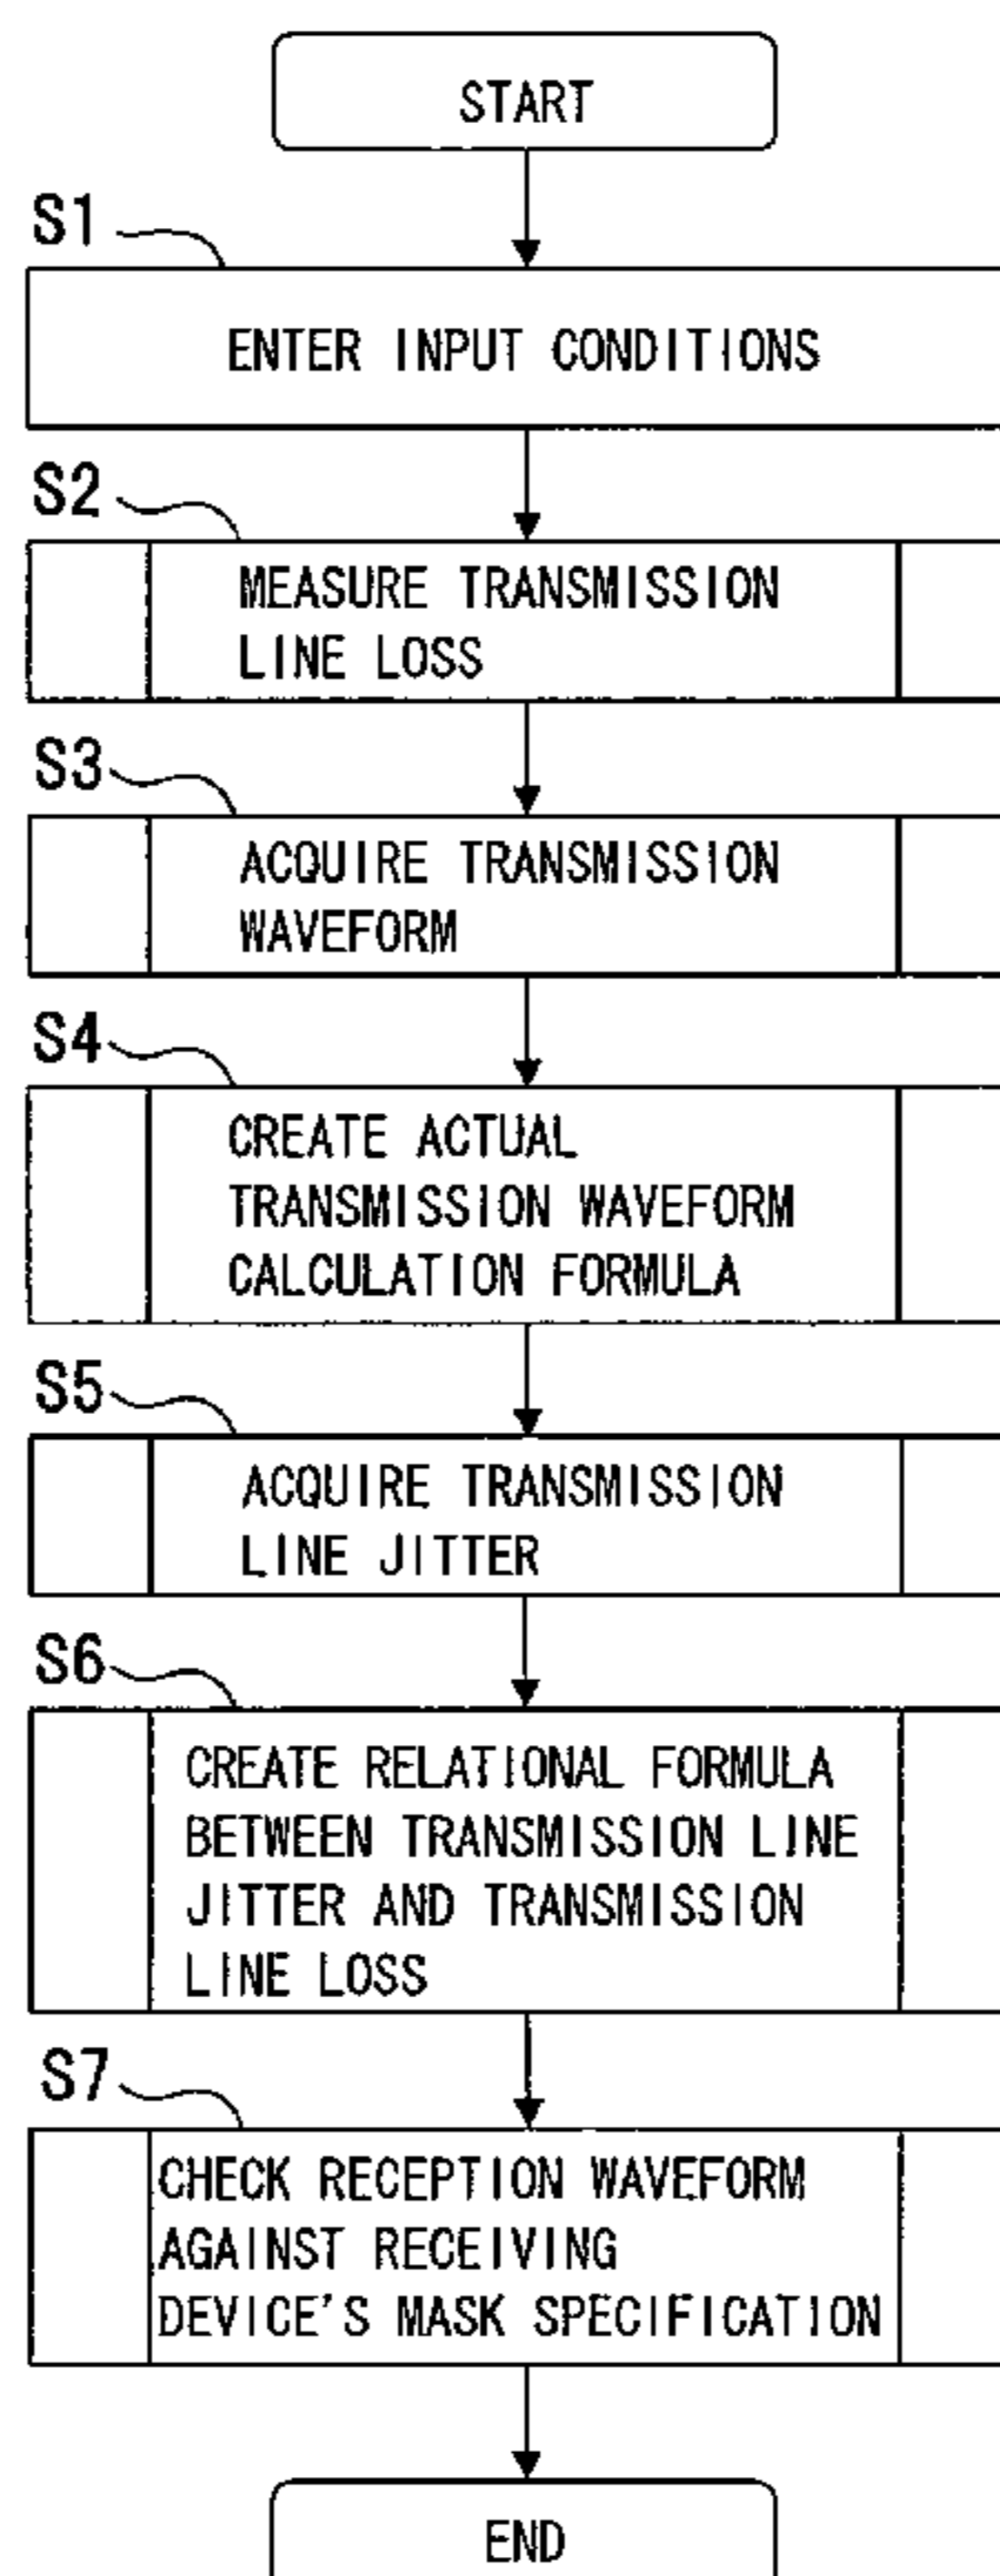 START
S1
ENTER INPUT CONDITIONS
S2
MEASURE TRANSMISSION
LINE LOSS
S3
ACQUIRE TRANSMISSION
WAVEFORM
S4
CREATE ACTUAL
TRANSMISSION WAVEFORM
CALCULATION FORMULA
S5
ACQUIRE TRANSMISSION
LINE JITTER
S6
CREATE RELATIONAL FORMULA
BETWEEN TRANSMISSION LINE
JITTER AND TRANSMISSION
LINE LOSS
S7
CHECK RECEPTION WAVEFORM
AGAINST RECEIVING
DEVICE'S MASK SPECIFICATION
END